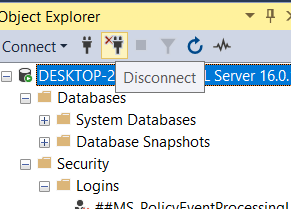 Object Explorer
Connect
DESKTOP-2 L Server 16.0.
Disconnect
Databases
System Databases
Database Snapshots
Security
Logins
##MS_PolicyEventProcessingL